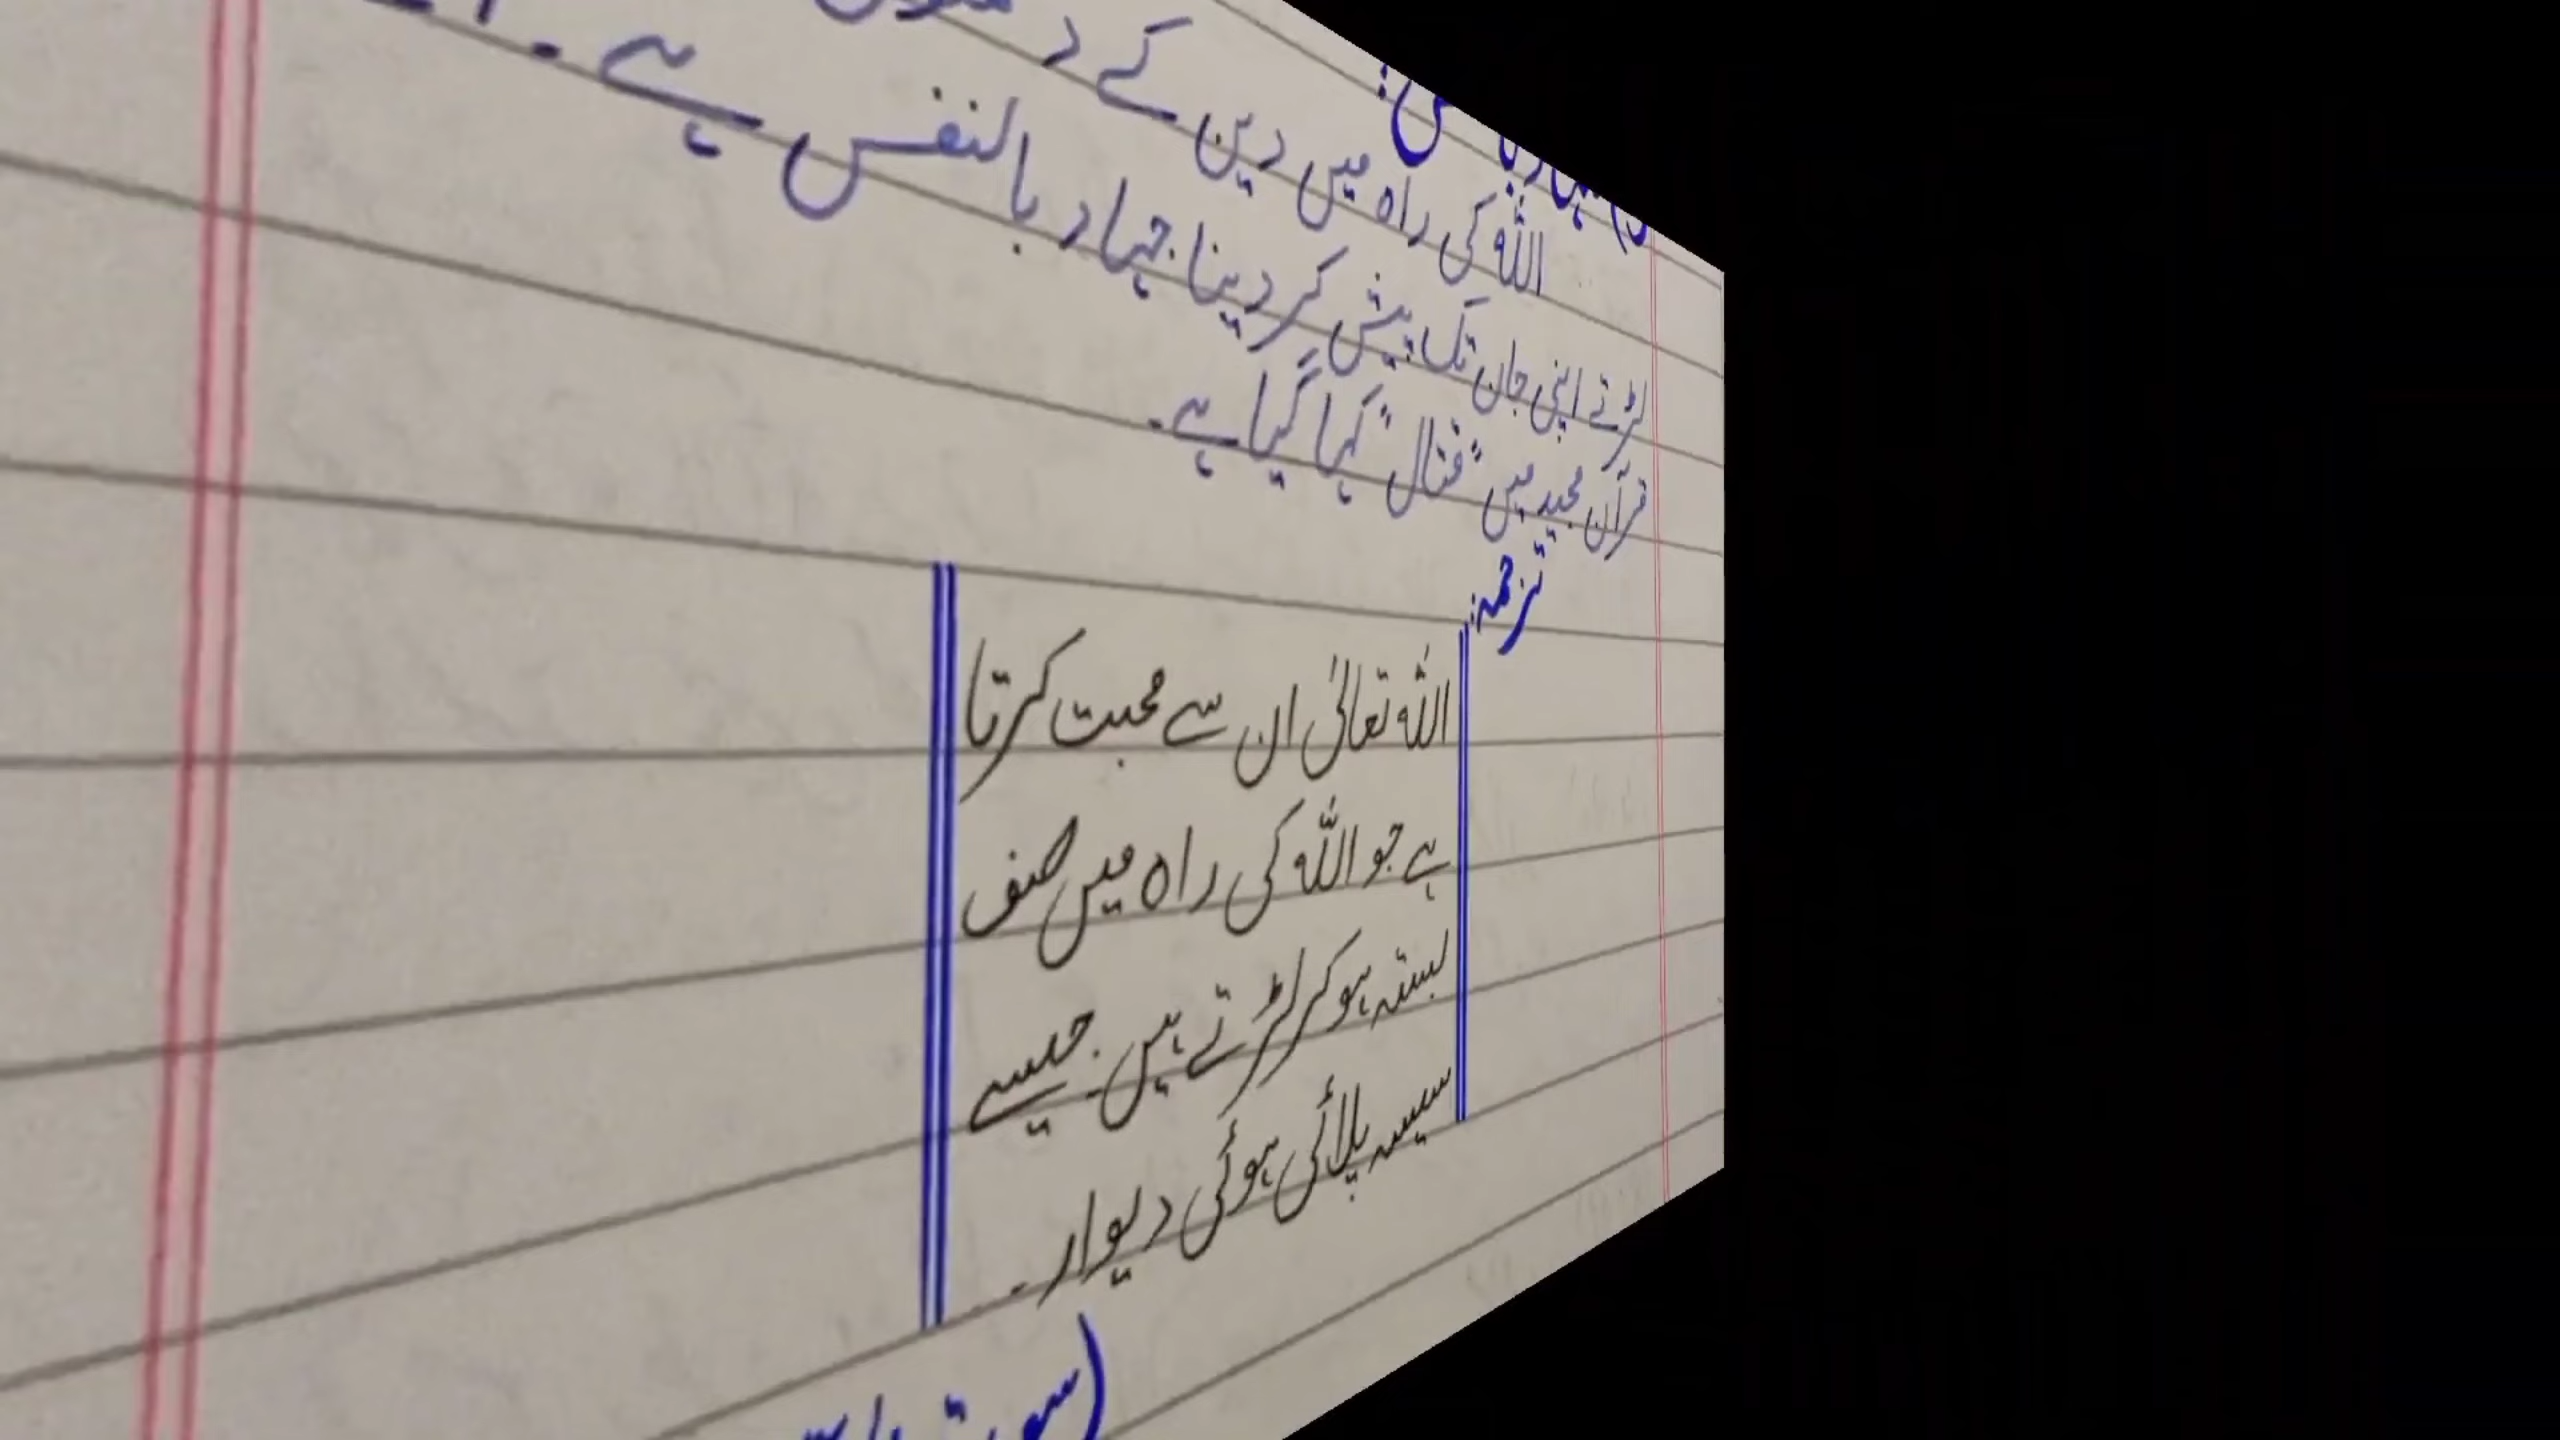 اللہ کی راہ میں دین کے
لڑتے اپنی جان تک پیش کر دینا جہاد بالنفس ہے۔
قرآن مجید میں "قتال" کہا گیا ہے۔
ترجمہ:
اللہ تعالیٰ ان سے محبت کرتا
ہے جو اللہ کی راہ میں صف
بستہ ہو کر لڑتے ہیں۔ جیسے
سیسہ پلائی ہوئی دیوار۔